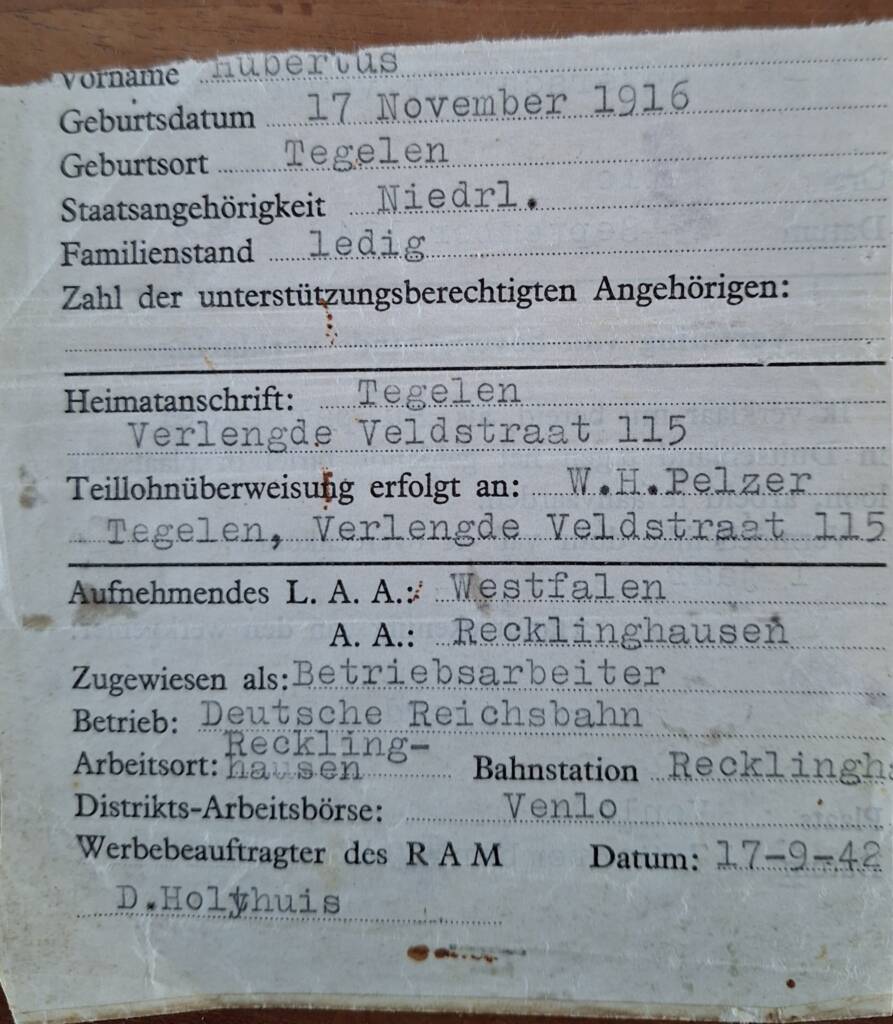 Vorname Hubertus
Geburtsdatum 17 November 1916
Geburtsort Tegelen
Staatsangehörigkeit Niedrl.
Familienstand ledig
Zahl der unterstützungsberechtigten Angehörigen:
Heimatanschrift: Tegelen
Verlengde Veldstraat 115
Teillohnüberweisung erfolgt an: W.H.Pelzer
Tegelen, Verlengde Veldstraat 115
Aufnehmendes L. A. A.: Westfalen
A. A.: Recklinghausen
Zugewiesen als: Betriebsarbeiter
Betrieb: Deutsche Reichsbahn
Arbeitsort: Reckling-
hausen Bahnstation Recklingh
Distrikts-Arbeitsbörse: Venlo
Werbebeauftragter des R A M Datum: 17-9-42
D.Holthuis